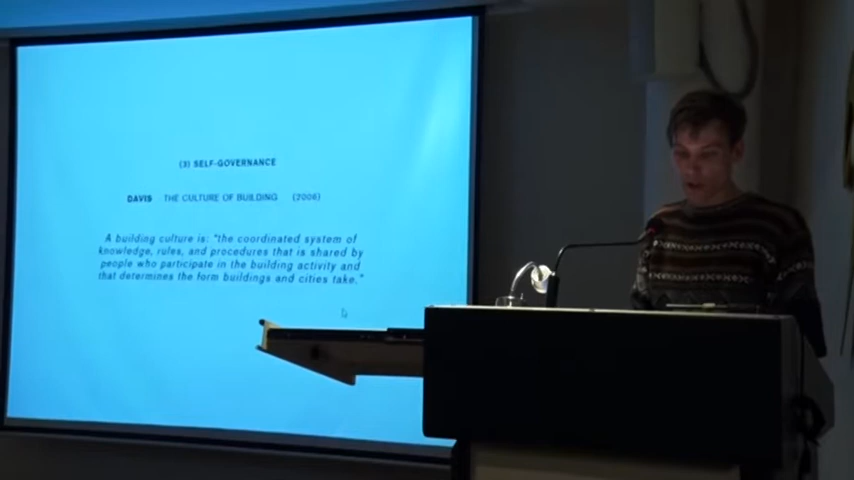 (3) SELF-GOVERNANCE
DAVIS THE CULTURE OF BUILDING (2006)
A building culture is: "the coordinated system of
knowledge, rules, and procedures that is shared by
people who participate in the building activity and
that determines the form buildings and cities take."